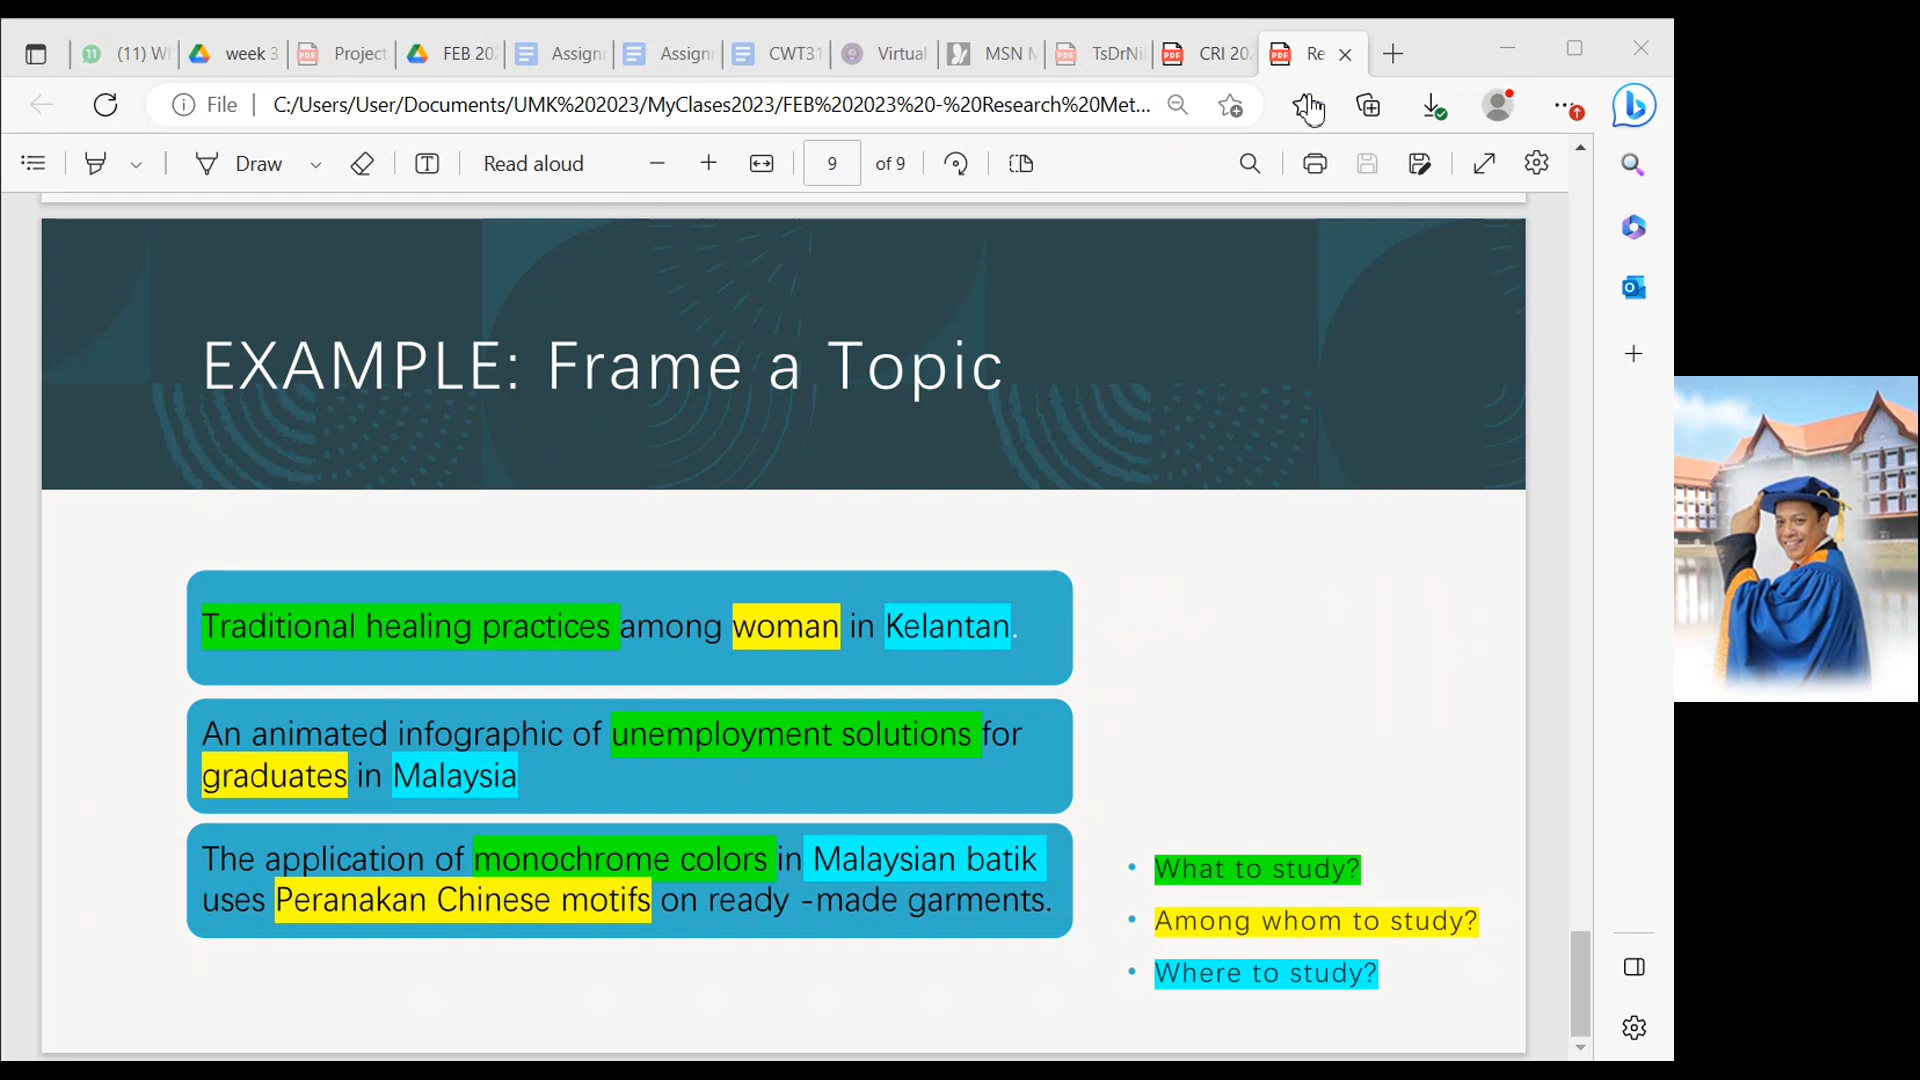 11 (11) W
week 3
Project
FEB 202
Assignr
Assign
CWT31
Virtual
MSN M
TsDrNi
CRI 202
Re
File C:/Users/User/Documents/UMK%202023/MyClases2023/FEB%202023%20-%20Research%20Met...
Draw Read aloud 9 of 9
EXAMPLE: Frame a Topic
Traditional healing practices among woman in Kelantan.
An animated infographic of unemployment solutions for
graduates in Malaysia
The application of monochrome colors in Malaysian batik
uses Peranakan Chinese motifs on ready -made garments.
• What to study?
• Among whom to study?
• Where to study?